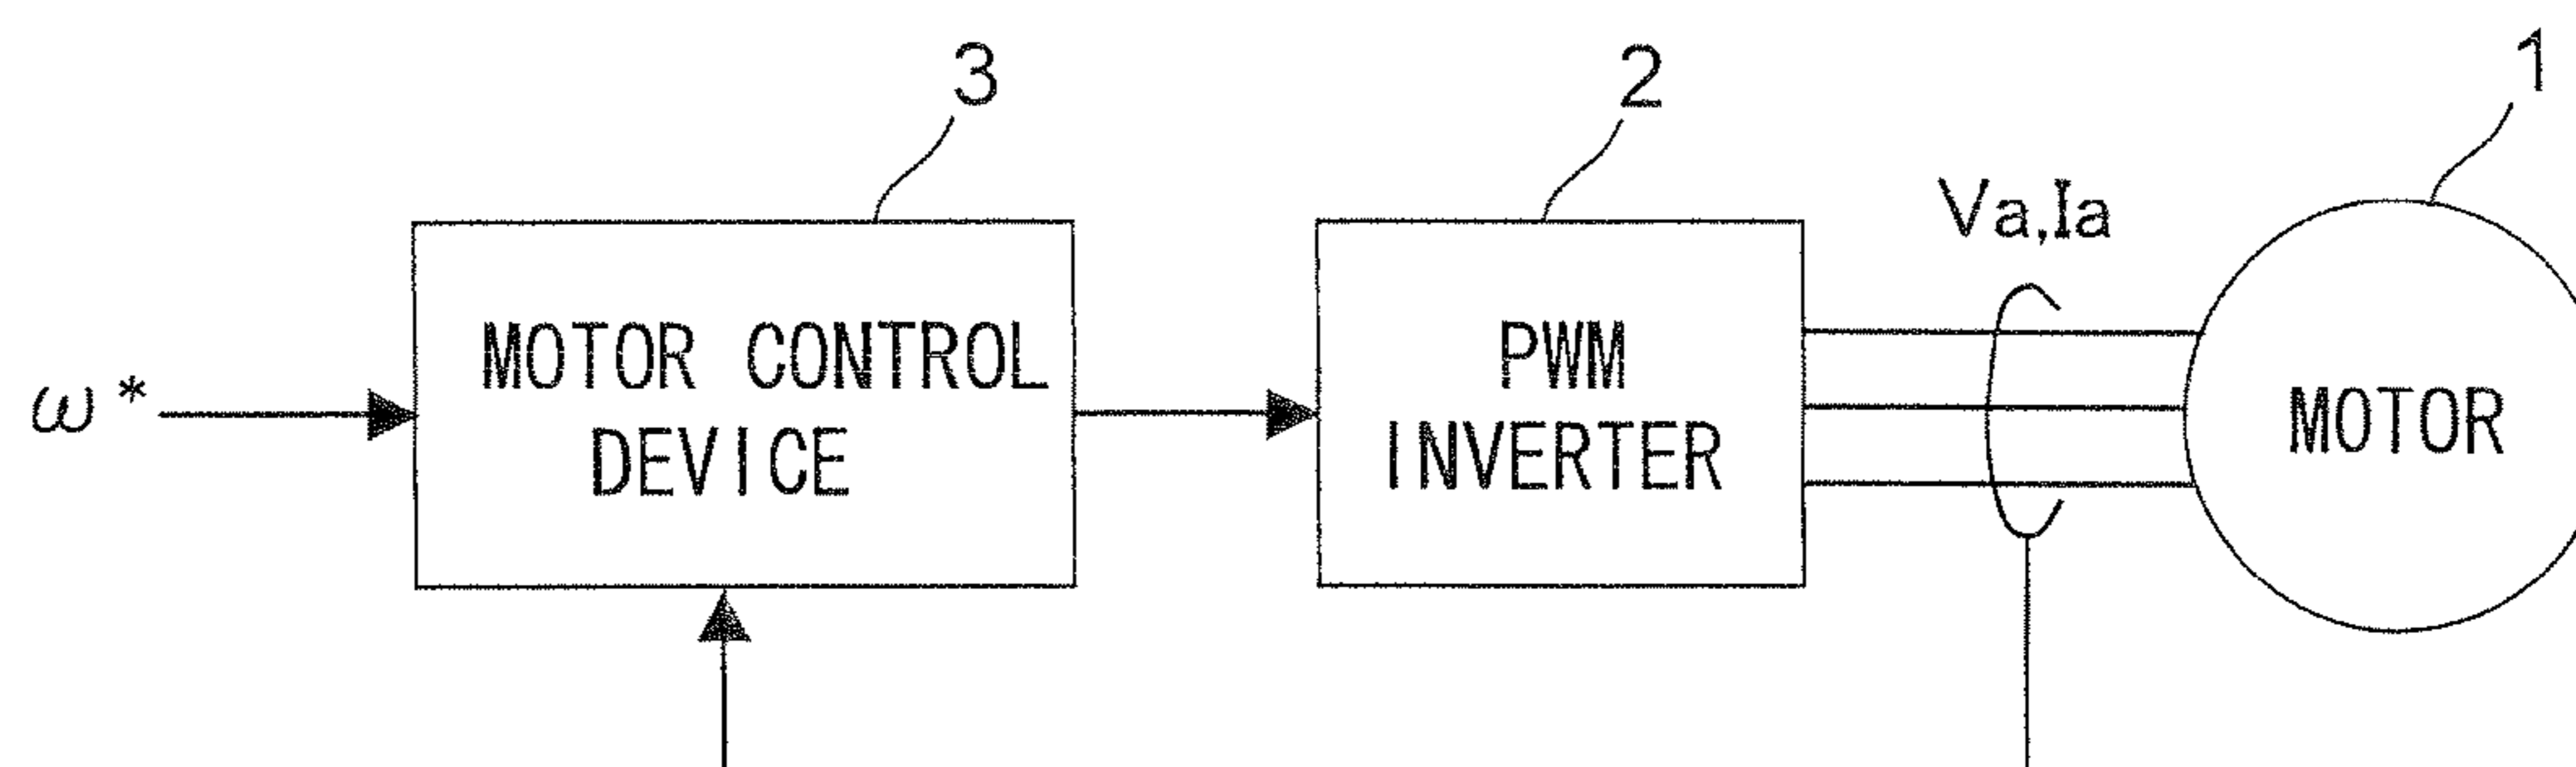 3
2
1
Va,Ia
MOTOR CONTROL
DEVICE
PWM
INVERTER
MOTOR
ω*